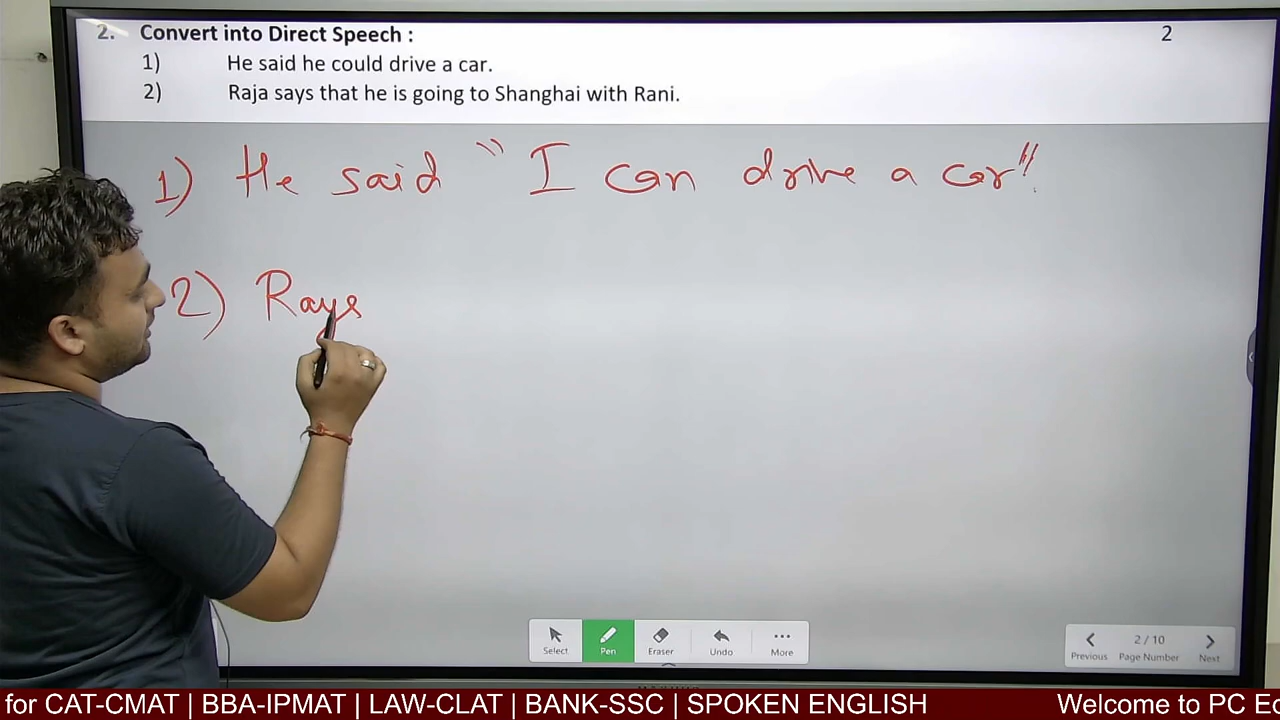 2. Convert into Direct Speech : 2
1) He said he could drive a car.
2) Raja says that he is going to Shanghai with Rani.
1) He said " I can drive a car".
2)
Select Pen Eraser Undo More
2 / 10
Previous Page Number Next
for CAT-CMAT | BBA-IPMAT | LAW-CLAT | BANK-SSC | SPOKEN ENGLISH Welcome to PC Ec